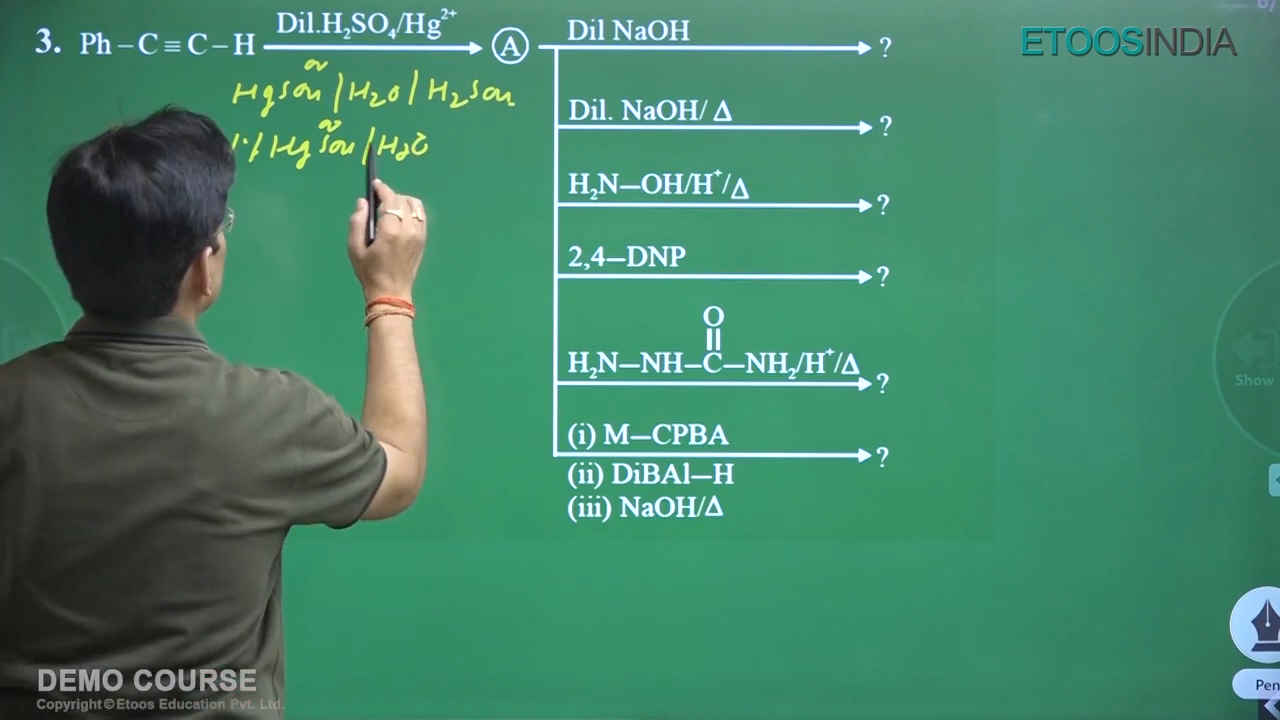 3. Ph–C≡C–H Dil.H₂SO₄/Hg²⁺ A Dil NaOH ?
ETOOSINDIA
HgSO₄ / H₂O / H₂SO₄
1% HgSO₄ / H₂O
Dil. NaOH/ Δ ?
H₂N–OH/H⁺/Δ ?
2,4–DNP ?
O
||
H₂N–NH–C–NH₂/H⁺/Δ ?
(i) M–CPBA ?
(ii) DiBAl–H
(iii) NaOH/Δ
Show
Pen
DEMO COURSE
Copyright©Etoos Education Pvt. Ltd.